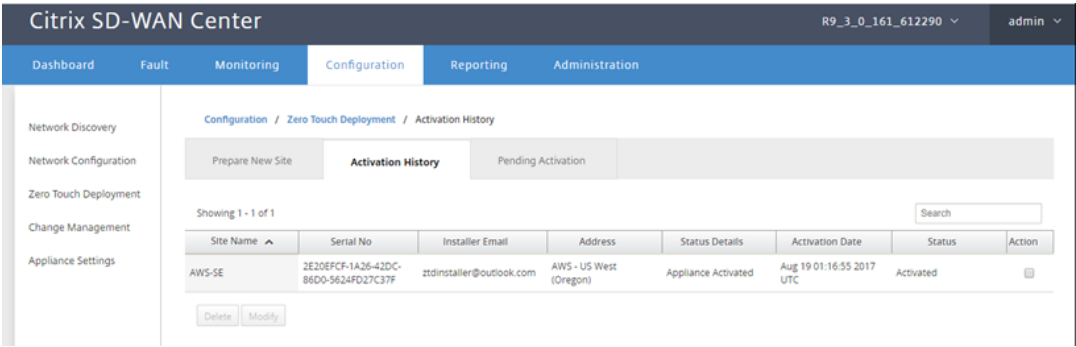 Citrix SD-WAN Center
R9_3_0_161_612290
admin
Dashboard Fault Monitoring Configuration Reporting Administration
Network Discovery
Network Configuration
Zero Touch Deployment
Change Management
Appliance Settings
Configuration / Zero Touch Deployment / Activation History
Prepare New Site Activation History Pending Activation
Showing 1 - 1 of 1
Search
Site Name Serial No Installer Email Address Status Details Activation Date Status Action
AWS-SE 2E20EFCF-1A26-42DC- ztdinstaller@outlook.com AWS - US West Appliance Activated Aug 19 01:16:55 2017 Activated
86D0-5624FD27C37F (Oregon) UTC
Delete Modify